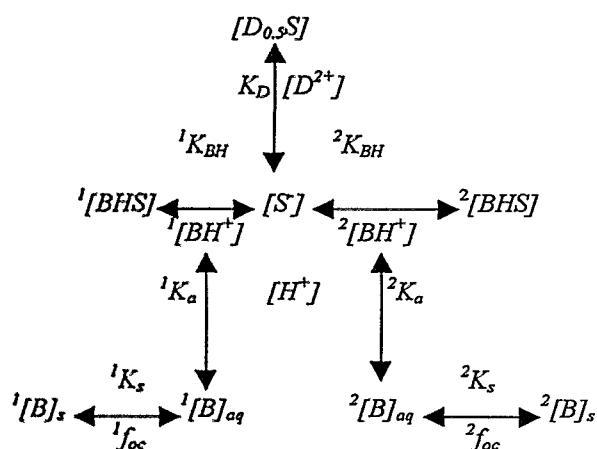 [D0.5S]
KD [D2+]
1KBH 2KBH
1[BHS] [S-] 2[BHS]
1[BH+] 2[BH+]
1Ka [H+] 2Ka
1Ks 2Ks
1[B]s 1[B]aq 2[B]aq 2[B]s
1foc 2foc